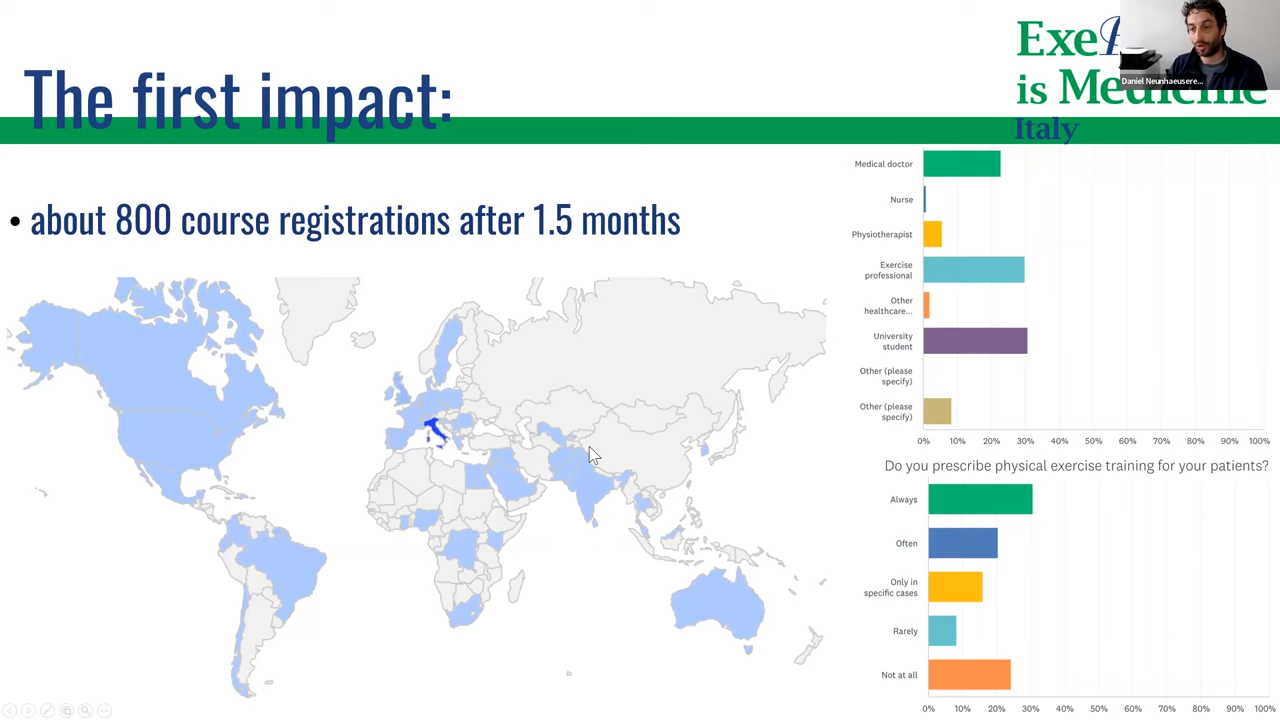 The first impact:
Exe
is Medicine
Italy
Daniel Neunhaeusere...
• about 800 course registrations after 1.5 months
Medical doctor
Nurse
Physiotherapist
Exercise
professional
Other
healthcare...
University
student
Other (please
specify)
Other (please
specify)
0% 10% 20% 30% 40% 50% 60% 70% 80% 90% 100%
Do you prescribe physical exercise training for your patients?
Always
Often
Only in
specific cases
Rarely
Not at all
0% 10% 20% 30% 40% 50% 60% 70% 80% 90% 100%